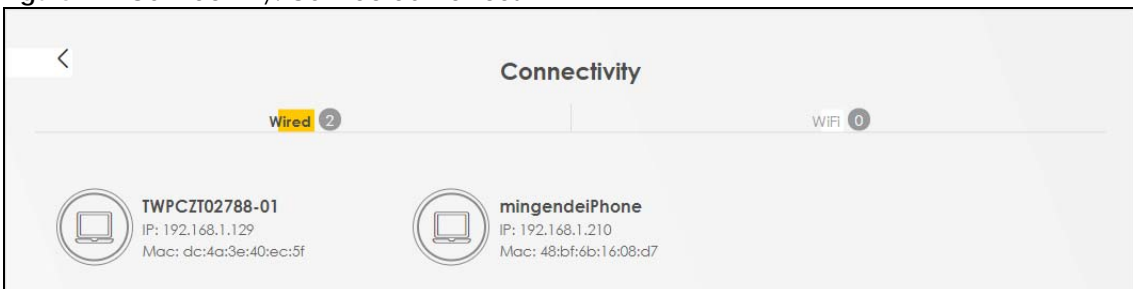 Connectivity
Wired 2
WiFi 0
TWPCZT02788-01
IP: 192.168.1.129
Mac: dc:4a:3e:40:ec:5f
mingendeiPhone
IP: 192.168.1.210
Mac: 48:bf:6b:16:08:d7